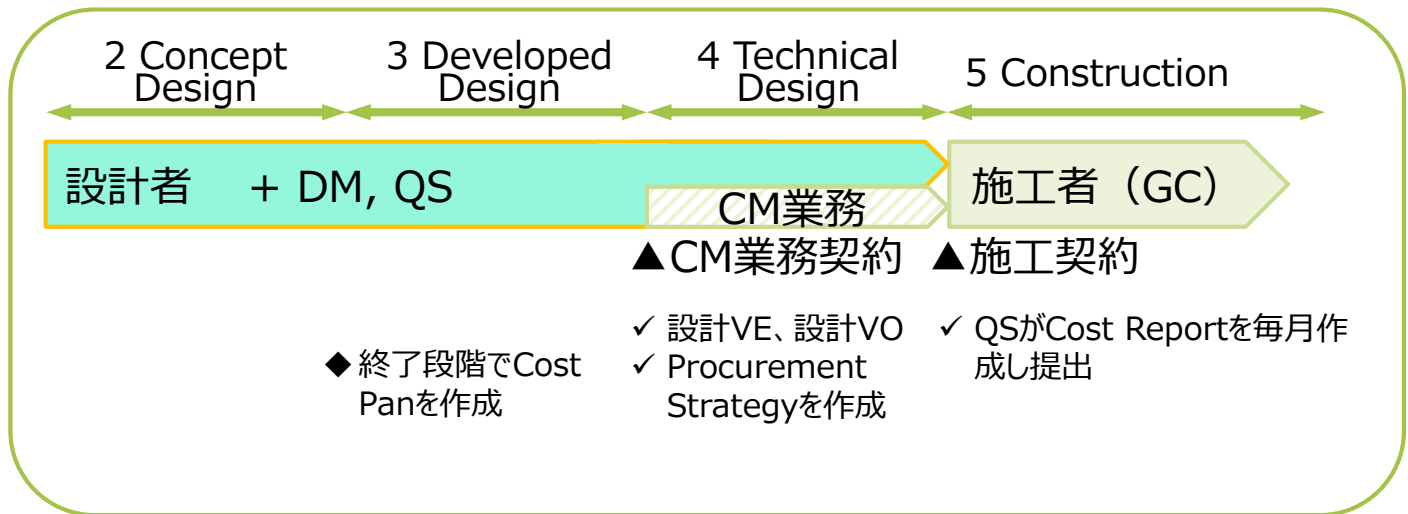 2 Concept
Design
3 Developed
Design
4 Technical
Design
5 Construction
設計者 + DM, QS
CM業務
施工者（GC）
▲CM業務契約
▲施工契約
◆ 終了段階でCost
Panを作成
✓ 設計VE、設計VO
✓ Procurement
Strategyを作成
✓ QSがCost Reportを毎月作
成し提出